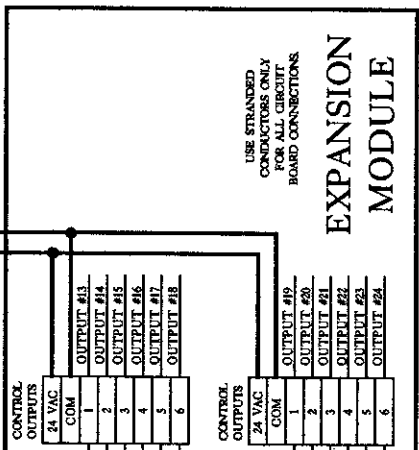 EXPANSION
MODULE
USE STRANDED
CONDUCTORS ONLY
FOR ALL CIRCUIT
BOARD CONNECTIONS.
CONTROL
OUTPUTS
24 VAC
COM
1 OUTPUT #13
2 OUTPUT #14
3 OUTPUT #15
4 OUTPUT #16
5 OUTPUT #17
6 OUTPUT #18
CONTROL
OUTPUTS
24 VAC
COM
1 OUTPUT #19
2 OUTPUT #20
3 OUTPUT #21
4 OUTPUT #22
5 OUTPUT #23
6 OUTPUT #24